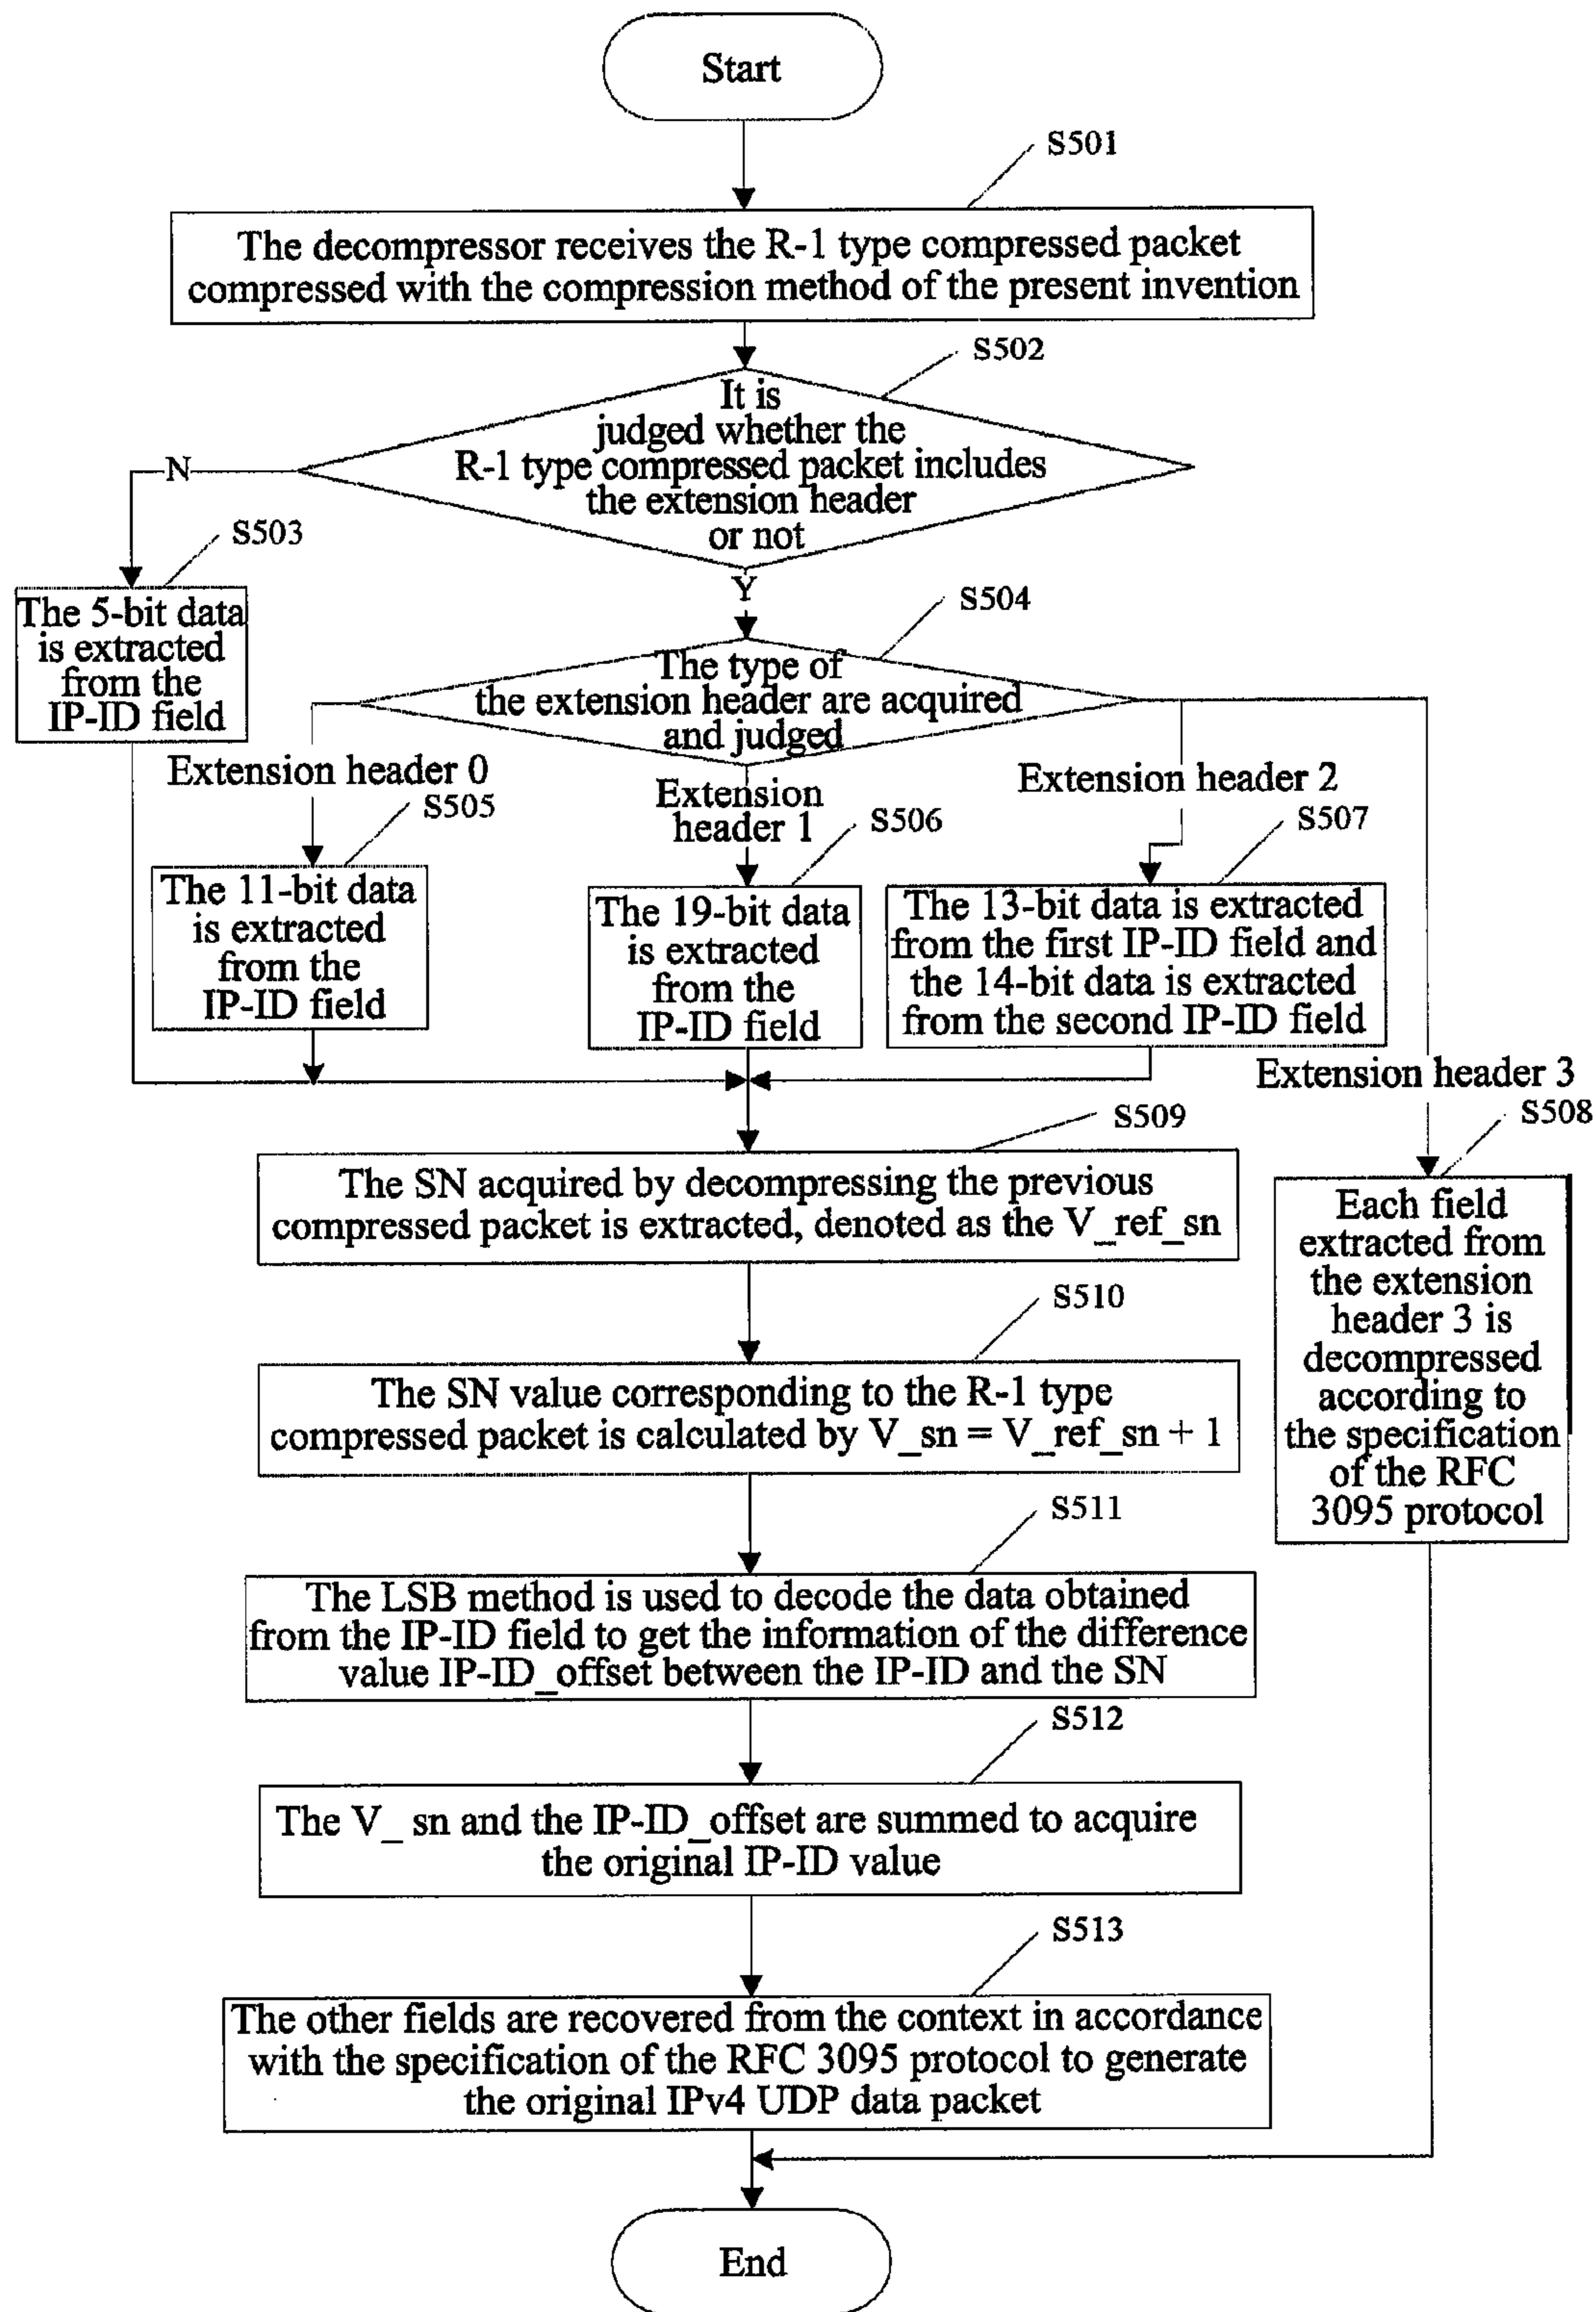 Start
S501
The decompressor receives the R-1 type compressed packet
compressed with the compression method of the present invention
S502
It is
judged whether the
R-1 type compressed packet includes
the extension header
or not
N
Y
S503
The 5-bit data
is extracted
from the
IP-ID field
S504
The type of
the extension header are acquired
and judged
Extension header 0
S505
The 11-bit data
is extracted
from the
IP-ID field
Extension
header 1
S506
The 19-bit data
is extracted
from the
IP-ID field
Extension header 2
S507
The 13-bit data is extracted
from the first IP-ID field and
the 14-bit data is extracted
from the second IP-ID field
Extension header 3
S508
Each field
extracted from
the extension
header 3 is
decompressed
according to
the specification
of the RFC
3095 protocol
S509
The SN acquired by decompressing the previous
compressed packet is extracted, denoted as the V_ref_sn
S510
The SN value corresponding to the R-1 type
compressed packet is calculated by V_sn = V_ref_sn + 1
S511
The LSB method is used to decode the data obtained
from the IP-ID field to get the information of the difference
value IP-ID_offset between the IP-ID and the SN
S512
The V_ sn and the IP-ID_offset are summed to acquire
the original IP-ID value
S513
The other fields are recovered from the context in accordance
with the specification of the RFC 3095 protocol to generate
the original IPv4 UDP data packet
End